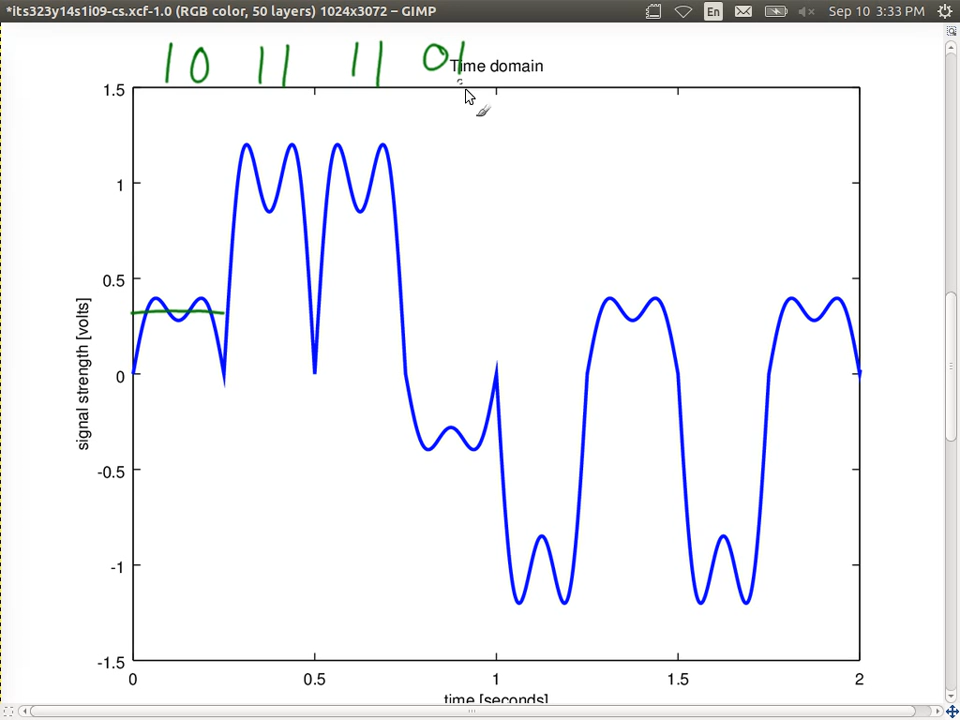 *its323y14s1i09-cs.xcf-1.0 (RGB color, 50 layers) 1024x3072 – GIMP En Sep 10 3:33 PM
10 11 11 01
Time domain
1.5
1
0.5
0
-0.5
-1
-1.5
signal strength [volts]
0 0.5 1 1.5 2
time [seconds]